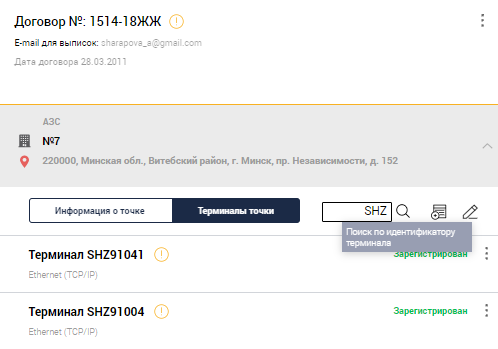 Договор №: 1514-18ЖЖ
E-mail для выписок: sharapova_a@gmail.com
Дата договора 28.03.2011
АЗС
№7
220000, Минская обл., Витебский район, г. Минск, пр. Независимости, д. 152
Информация о точке
Терминалы точки
SHZ
Поиск по идентификатору
терминала
Терминал SHZ91041
Зарегистрирован
Ethernet (TCP/IP)
Терминал SHZ91004
Зарегистрирован
Ethernet (TCP/IP)